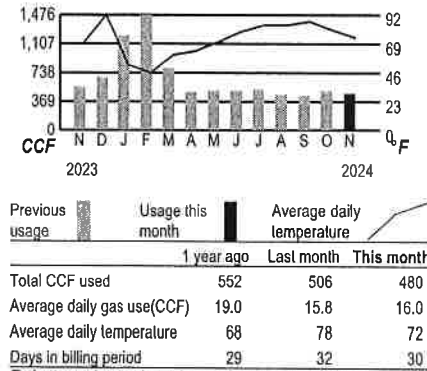 1,476 92
1,107 69
738 46
369 23
0 0
CCF N D J F M A M J J A S O N °F
2023 2024
Previous usage Usage this month Average daily temperature
1 year ago Last month This month
Total CCF used 552 506 480
Average daily gas use(CCF) 19.0 15.8 16.0
Average daily temperature 68 78 72
Days in billing period 29 32 30